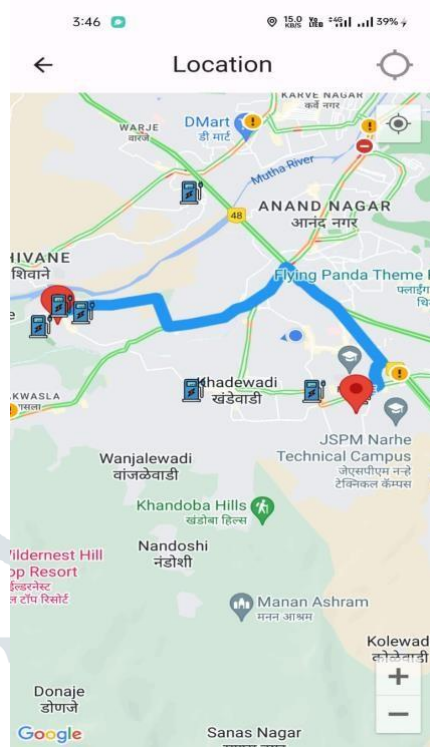 3:46
15.0
KB/S
39%
Location
KARVE NAGAR
कर्वे नगर
WARJE
वारजे
DMart
डी मार्ट
Mutha River
48
ANAND NAGAR
आनंद नगर
HIVANE
शिवाने
Flying Panda Theme
Khadewadi
खंडेवाडी
KWASLA
JSPM Narhe
Technical Campus
जेएसपीएम नऱ्हे
टेक्निकल कॅम्पस
Wanjalewadi
वांजळेवाडी
Khandoba Hills
खंडोबा हिल्स
Nandoshi
नंडोशी
ildernest Hill
op Resort
ल टॉप रिसोर्ट
Manan Ashram
मनन आश्रम
Kolewad
Donaje
डोणजे
Google
Sanas Nagar
+
−